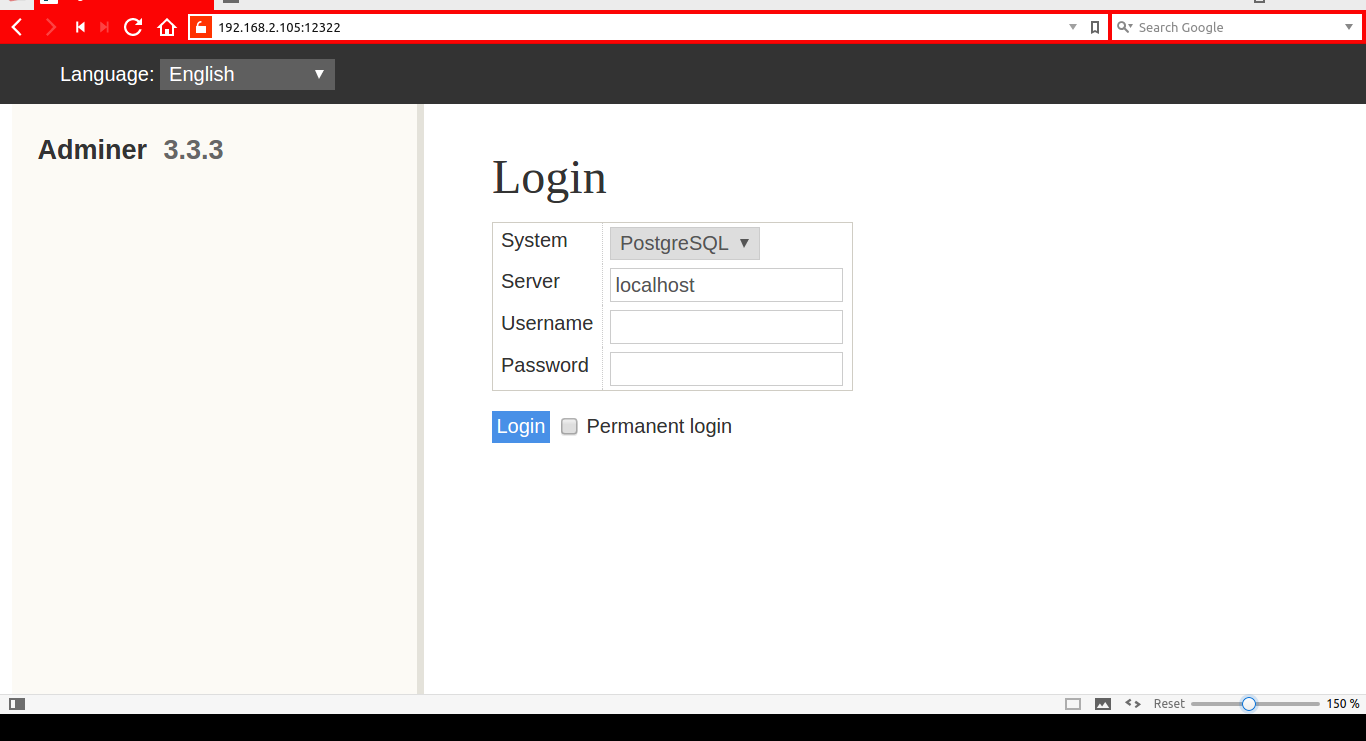 192.168.2.105:12322
Search Google
Language: English
Adminer 3.3.3
Login
System PostgreSQL
Server localhost
Username
Password
Login Permanent login
Reset 150 %